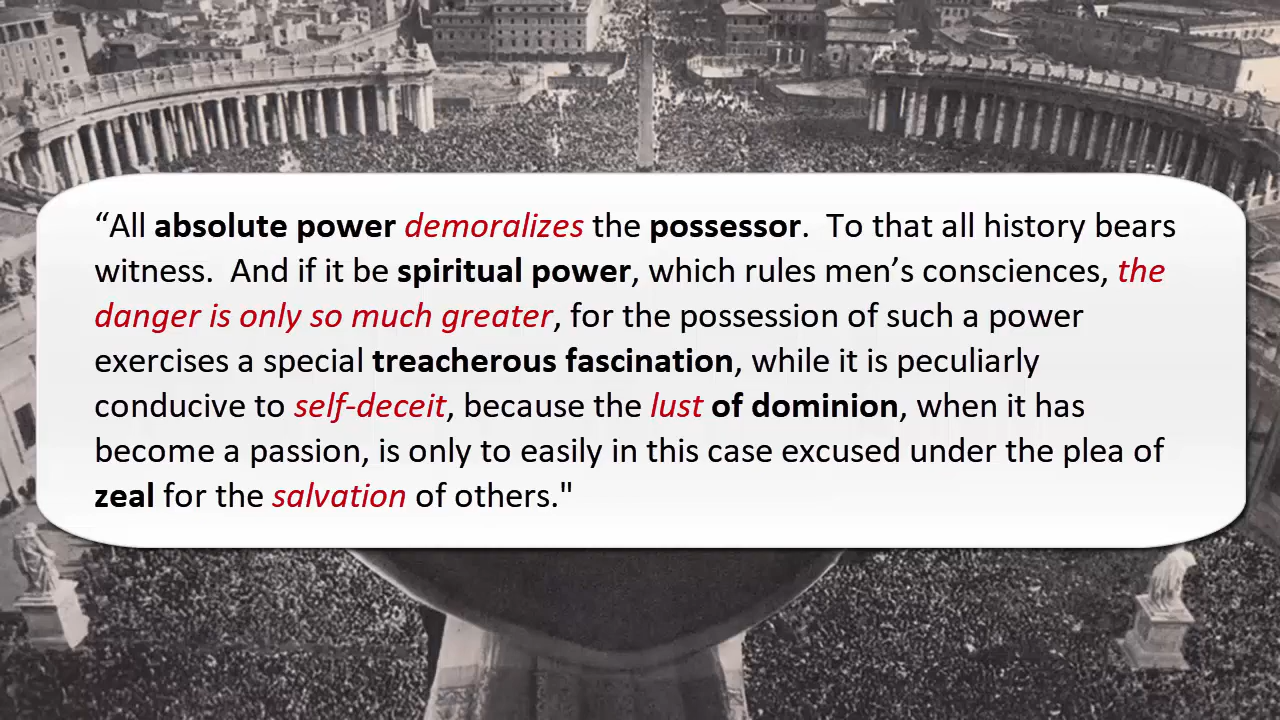 “All absolute power demoralizes the possessor.  To that all history bears
witness.  And if it be spiritual power, which rules men’s consciences, the
danger is only so much greater, for the possession of such a power
exercises a special treacherous fascination, while it is peculiarly
conducive to self-deceit, because the lust of dominion, when it has
become a passion, is only to easily in this case excused under the plea of
zeal for the salvation of others."